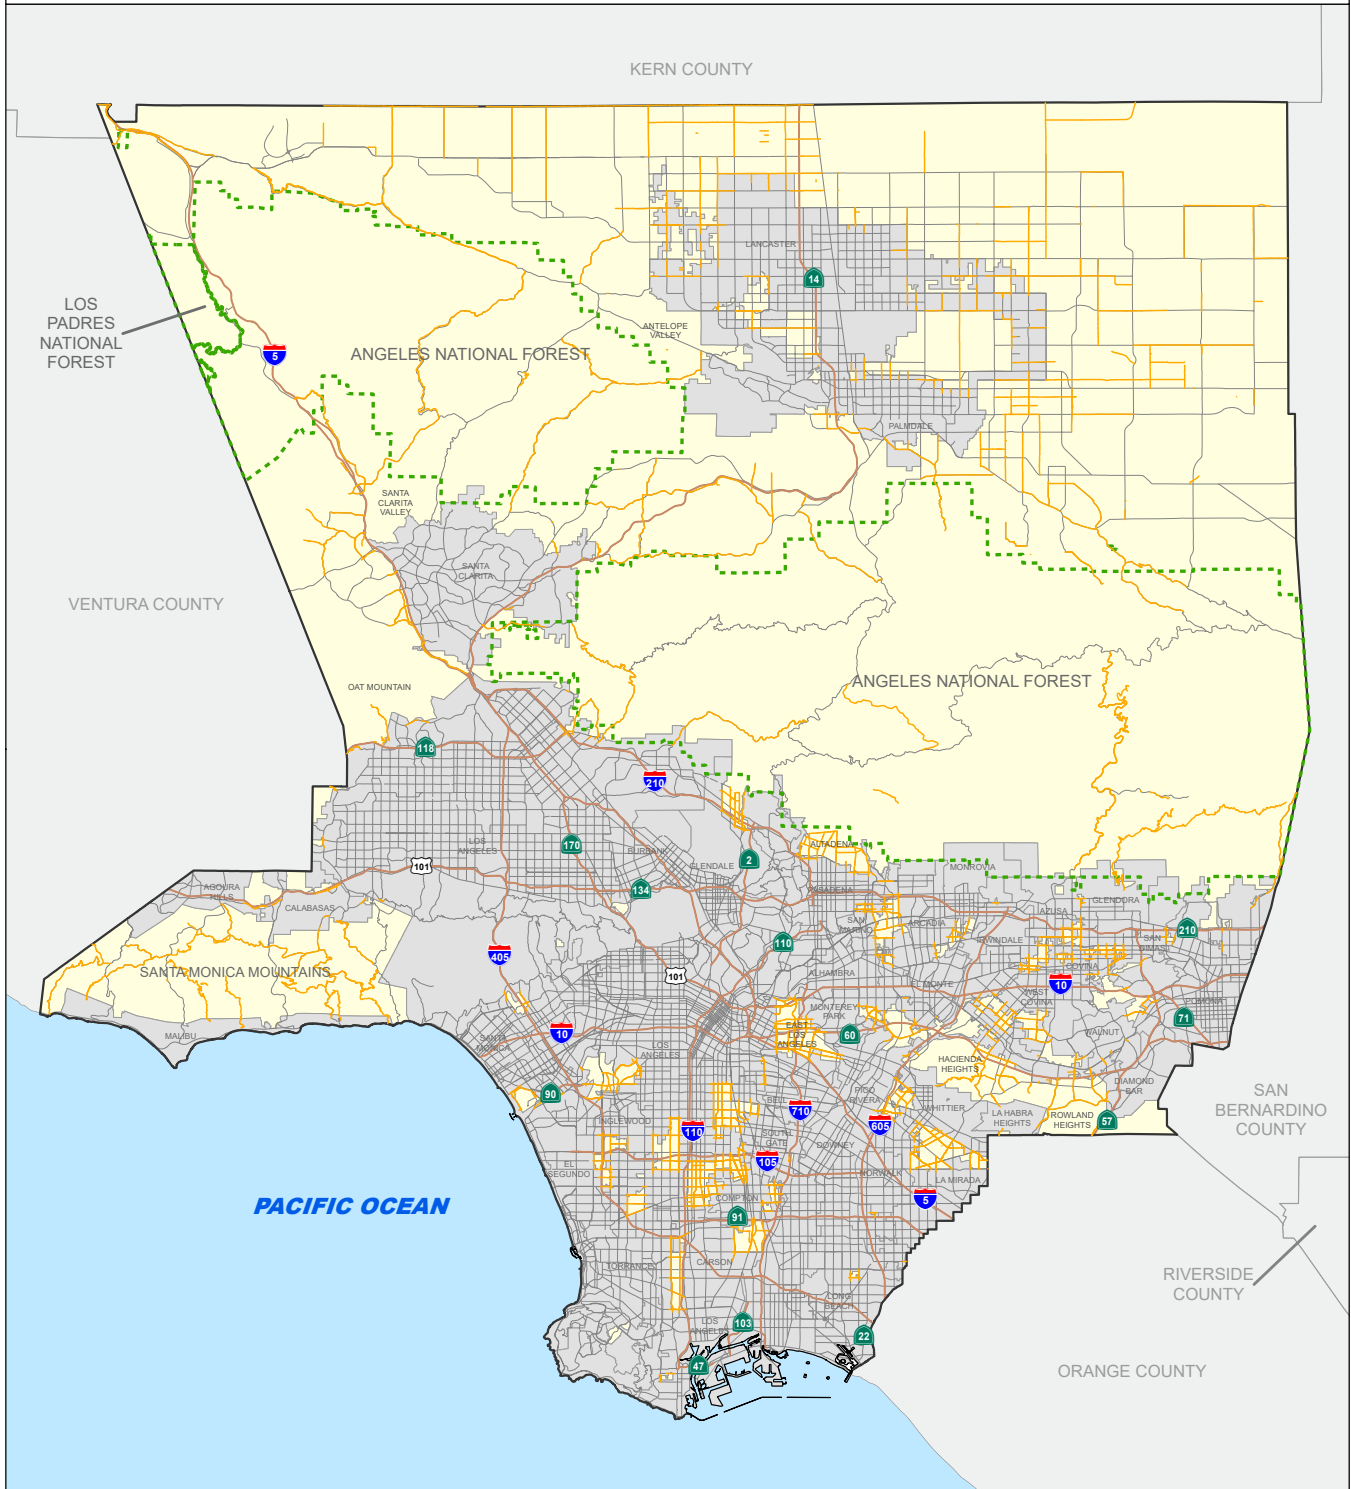 KERN COUNTY
LANCASTER
14
LOS
PADRES
NATIONAL
FOREST
ANTELOPE
VALLEY
5
ANGELES NATIONAL FOREST
PALMDALE
SANTA
CLARITA
VALLEY
SANTA
CLARITA
VENTURA COUNTY
OAT MOUNTAIN
ANGELES NATIONAL FOREST
118
210
LOS
ANGELES
170
BURBANK
ALTADENA
101
GLENDALE
2
MONROVIA
AGOURA
HILLS
134
PASADENA
GLENDORA
CALABASAS
SAN
MARINO
ARCADIA
AZUSA
210
110
IRWINDALE
SAN
DIMAS
405
SANTA MONICA MOUNTAINS
101
ALHAMBRA
COVINA
EL MONTE
10
WEST
COVINA
POMONA
MONTEREY
PARK
71
MALIBU
10
EAST
LOS
ANGELES
60
WALNUT
SANTA
MONICA
LOS
ANGELES
HACIENDA
HEIGHTS
90
DIAMOND
BAR
PICO
RIVERA
BELL
710
WHITTIER
LA HABRA
HEIGHTS
ROWLAND
HEIGHTS
57
SAN
BERNARDINO
COUNTY
INGLEWOOD
110
605
SOUTH
GATE
DOWNEY
105
EL
SEGUNDO
NORWALK
LA MIRADA
5
COMPTON
PACIFIC OCEAN
91
TORRANCE
CARSON
RIVERSIDE
COUNTY
LONG
BEACH
LOS
ANGELES
103
22
47
ORANGE COUNTY